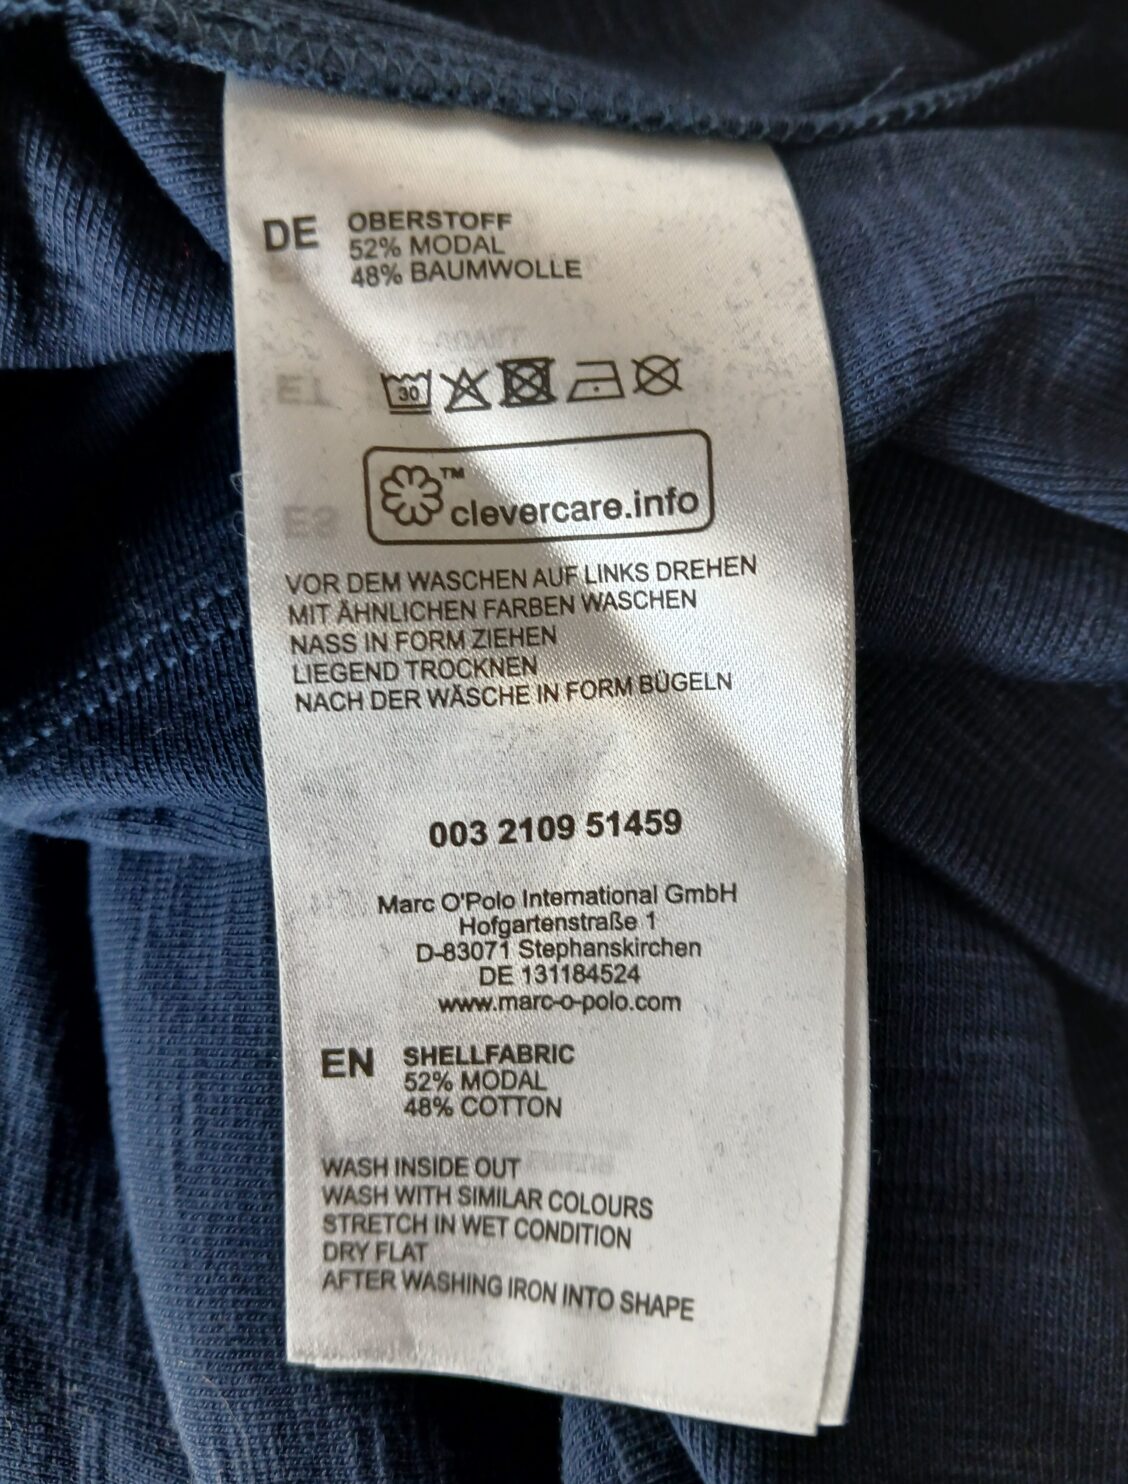 DE OBERSTOFF
52% MODAL
48% BAUMWOLLE
30
™
clevercare.info
VOR DEM WASCHEN AUF LINKS DREHEN
MIT ÄHNLICHEN FARBEN WASCHEN
NASS IN FORM ZIEHEN
LIEGEND TROCKNEN
NACH DER WÄSCHE IN FORM BÜGELN
003 2109 51459
Marc O'Polo International GmbH
Hofgartenstraße 1
D-83071 Stephanskirchen
DE 131184524
www.marc-o-polo.com
EN SHELLFABRIC
52% MODAL
48% COTTON
WASH INSIDE OUT
WASH WITH SIMILAR COLOURS
STRETCH IN WET CONDITION
DRY FLAT
AFTER WASHING IRON INTO SHAPE